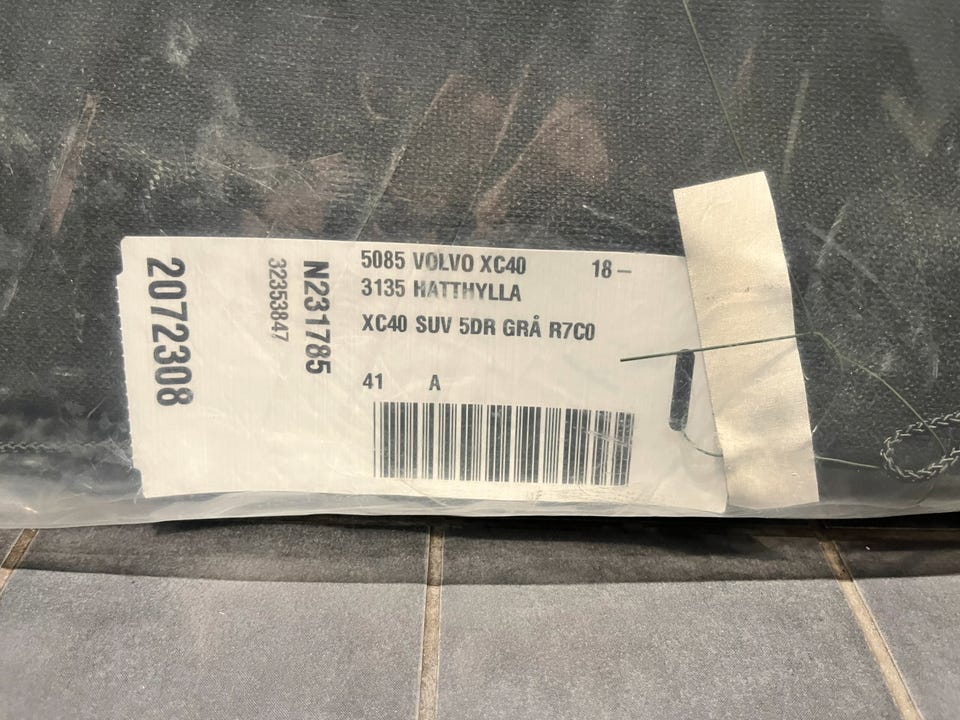 2072308
32353847
N231785
5085 VOLVO XC40 18-
3135 HATTHYLLA
XC40 SUV 5DR GRÅ R7C0
41 A